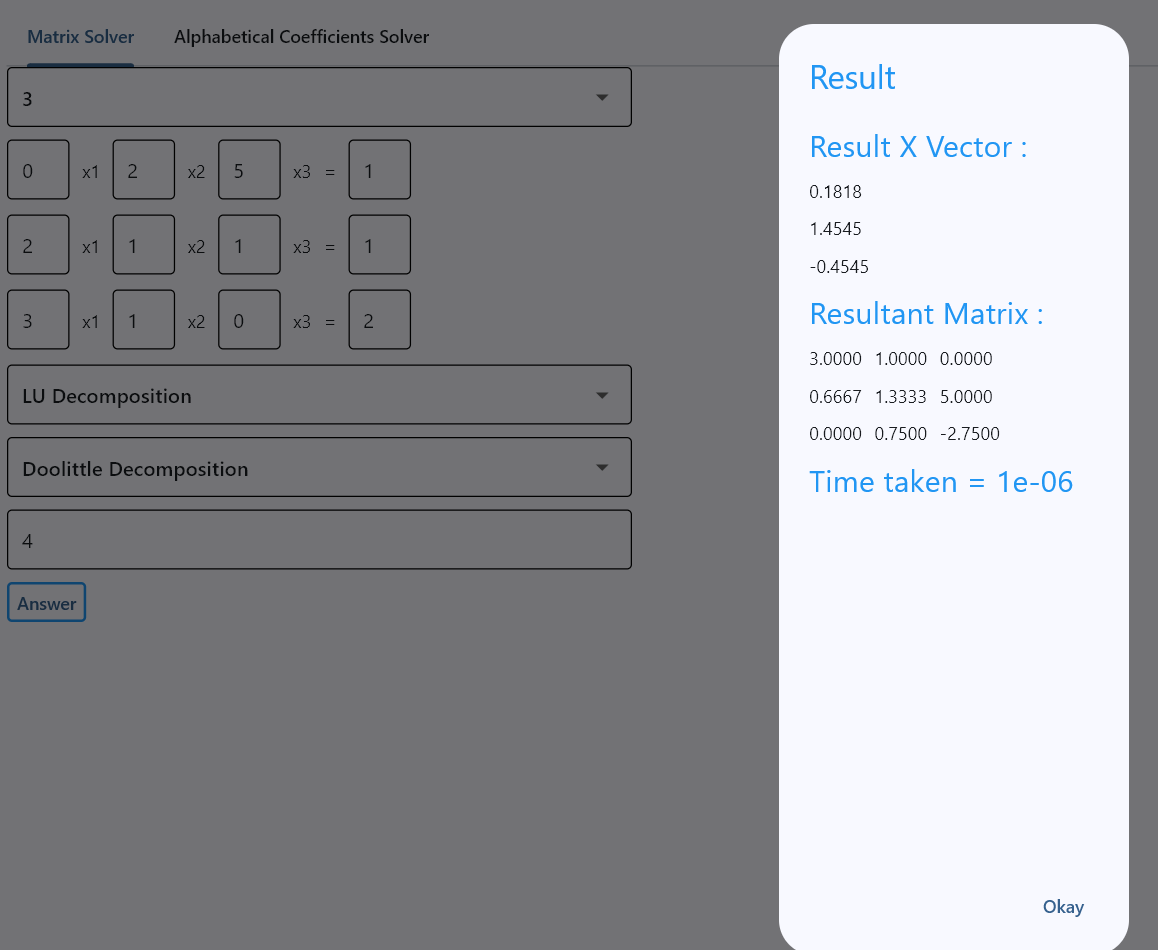 Matrix Solver Alphabetical Coefficients Solver
3
0 x1 2 x2 5 x3 = 1
2 x1 1 x2 1 x3 = 1
3 x1 1 x2 0 x3 = 2
LU Decomposition
Doolittle Decomposition
4
Answer
Result
Result X Vector :
0.1818
1.4545
-0.4545
Resultant Matrix :
3.0000 1.0000 0.0000
0.6667 1.3333 5.0000
0.0000 0.7500 -2.7500
Time taken = 1e-06
Okay